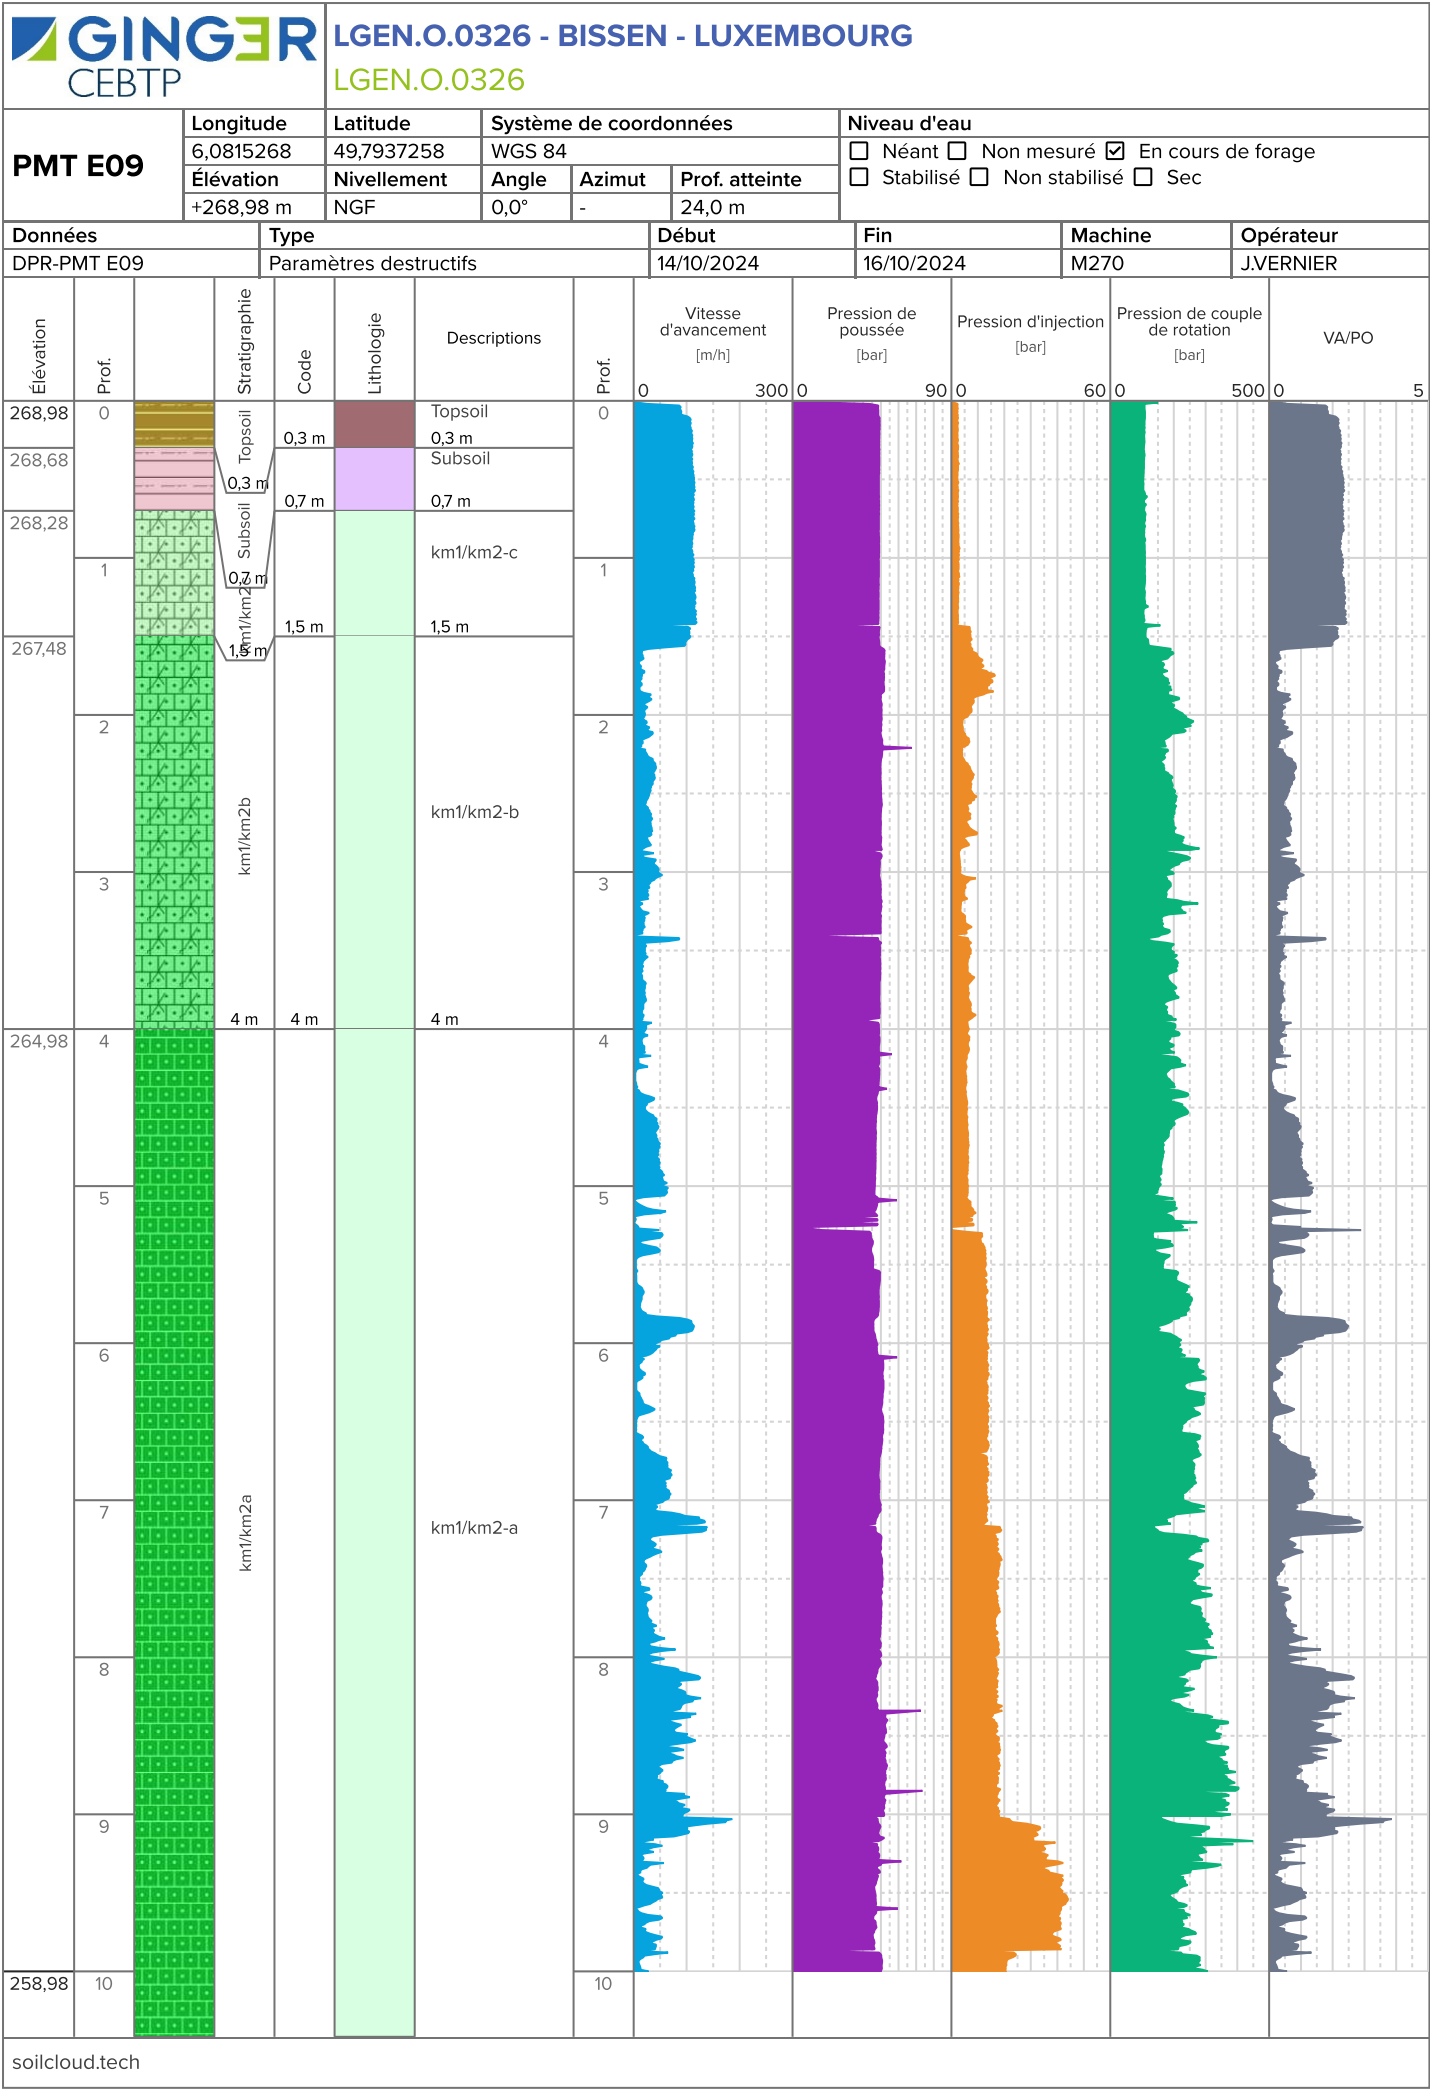 GINGER
CEBTP
LGEN.O.0326 - BISSEN - LUXEMBOURG
LGEN.O.0326
PMT E09
Longitude Latitude Système de coordonnées Niveau d'eau
6,0815268 49,7937258 WGS 84 Néant Non mesuré En cours de forage
Élévation Nivellement Angle Azimut Prof. atteinte Stabilisé Non stabilisé Sec
+268,98 m NGF 0,0° - 24,0 m
Données Type Début Fin Machine Opérateur
DPR-PMT E09 Paramètres destructifs 14/10/2024 16/10/2024 M270 J.VERNIER
Élévation Prof. Stratigraphie Code Lithologie Descriptions Prof.
Vitesse d'avancement [m/h]
Pression de poussée [bar]
Pression d'injection [bar]
Pression de couple de rotation [bar]
VA/PO
0 300 0 90 0 60 0 500 0 5
268,98 0 Topsoil Topsoil 0
0,3 m 0,3 m
268,68 Subsoil
0,3 m
0,7 m 0,7 m
268,28 Subsoil
km1/km2-c
1 0,7 m 1
km1/km2c
1,5 m 1,5 m
267,48 1,5 m
2 2
km1/km2b km1/km2-b
3 3
4 m 4 m 4 m
264,98 4 4
5 5
6 6
7 7
km1/km2a km1/km2-a
8 8
9 9
258,98 10 10
soilcloud.tech